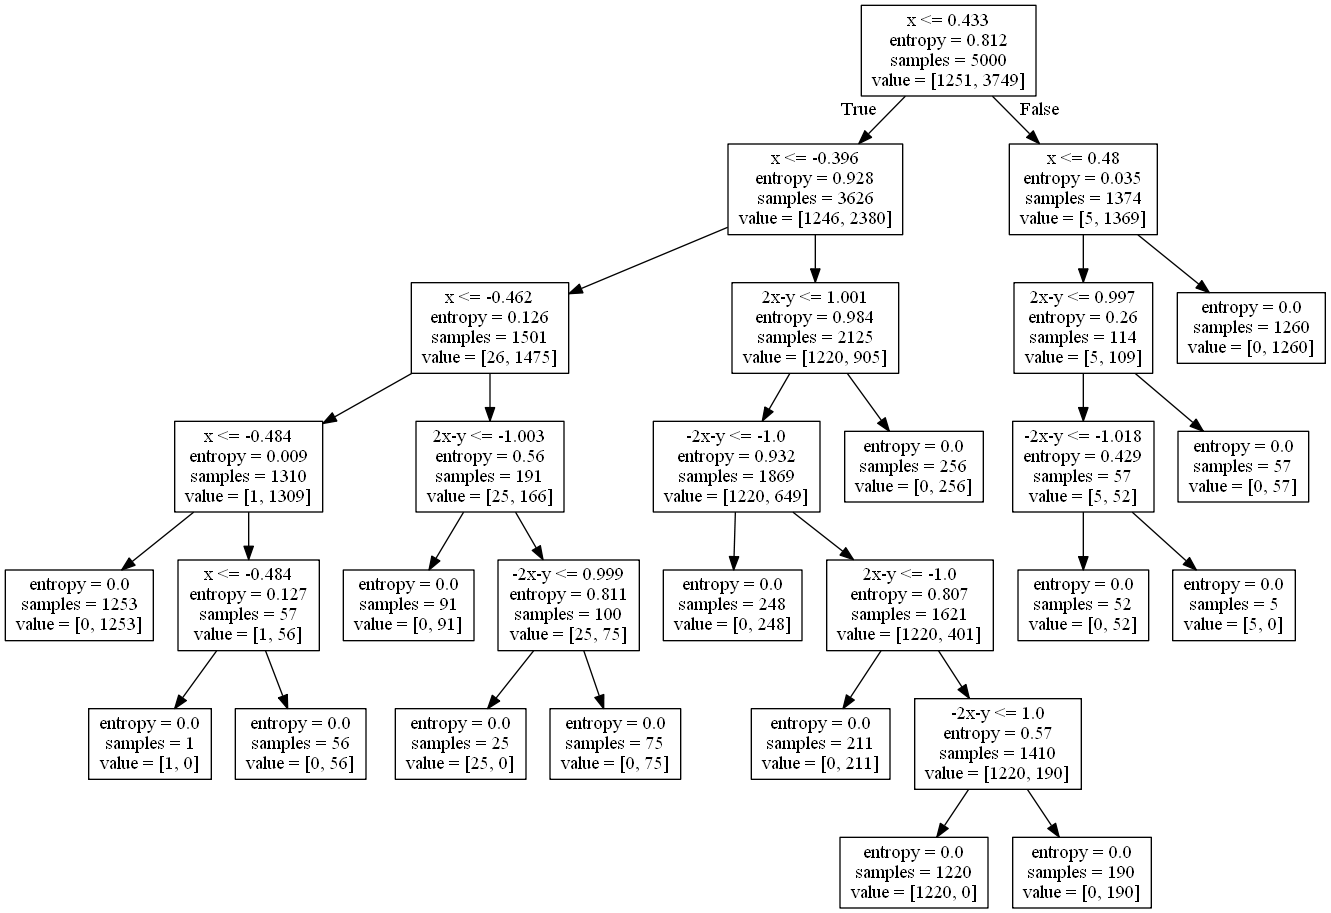 x <= 0.433
entropy = 0.812
samples = 5000
value = [1251, 3749]
True
False
x <= -0.396
entropy = 0.928
samples = 3626
value = [1246, 2380]
x <= 0.48
entropy = 0.035
samples = 1374
value = [5, 1369]
x <= -0.462
entropy = 0.126
samples = 1501
value = [26, 1475]
2x-y <= 1.001
entropy = 0.984
samples = 2125
value = [1220, 905]
2x-y <= 0.997
entropy = 0.26
samples = 114
value = [5, 109]
entropy = 0.0
samples = 1260
value = [0, 1260]
x <= -0.484
entropy = 0.009
samples = 1310
value = [1, 1309]
2x-y <= -1.003
entropy = 0.56
samples = 191
value = [25, 166]
-2x-y <= -1.0
entropy = 0.932
samples = 1869
value = [1220, 649]
entropy = 0.0
samples = 256
value = [0, 256]
-2x-y <= -1.018
entropy = 0.429
samples = 57
value = [5, 52]
entropy = 0.0
samples = 57
value = [0, 57]
entropy = 0.0
samples = 1253
value = [0, 1253]
x <= -0.484
entropy = 0.127
samples = 57
value = [1, 56]
entropy = 0.0
samples = 91
value = [0, 91]
-2x-y <= 0.999
entropy = 0.811
samples = 100
value = [25, 75]
entropy = 0.0
samples = 248
value = [0, 248]
2x-y <= -1.0
entropy = 0.807
samples = 1621
value = [1220, 401]
entropy = 0.0
samples = 52
value = [0, 52]
entropy = 0.0
samples = 5
value = [5, 0]
entropy = 0.0
samples = 1
value = [1, 0]
entropy = 0.0
samples = 56
value = [0, 56]
entropy = 0.0
samples = 25
value = [25, 0]
entropy = 0.0
samples = 75
value = [0, 75]
entropy = 0.0
samples = 211
value = [0, 211]
-2x-y <= 1.0
entropy = 0.57
samples = 1410
value = [1220, 190]
entropy = 0.0
samples = 1220
value = [1220, 0]
entropy = 0.0
samples = 190
value = [0, 190]